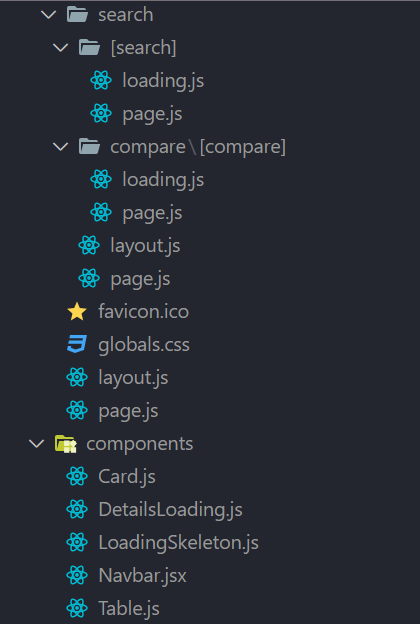 search
[search]
loading.js
page.js
compare\[compare]
loading.js
page.js
layout.js
page.js
favicon.ico
globals.css
layout.js
page.js
components
Card.js
DetailsLoading.js
LoadingSkeleton.js
Navbar.jsx
Table.js